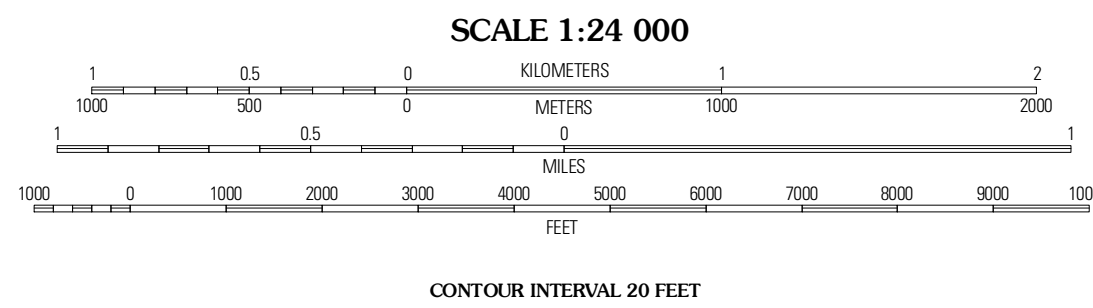 SCALE 1:24 000
1 0.5 0 KILOMETERS 1 2
1000 500 0 METERS 1000 2000
1 0.5 0 1
MILES
1000 0 1000 2000 3000 4000 5000 6000 7000 8000 9000 100
FEET
CONTOUR INTERVAL 20 FEET